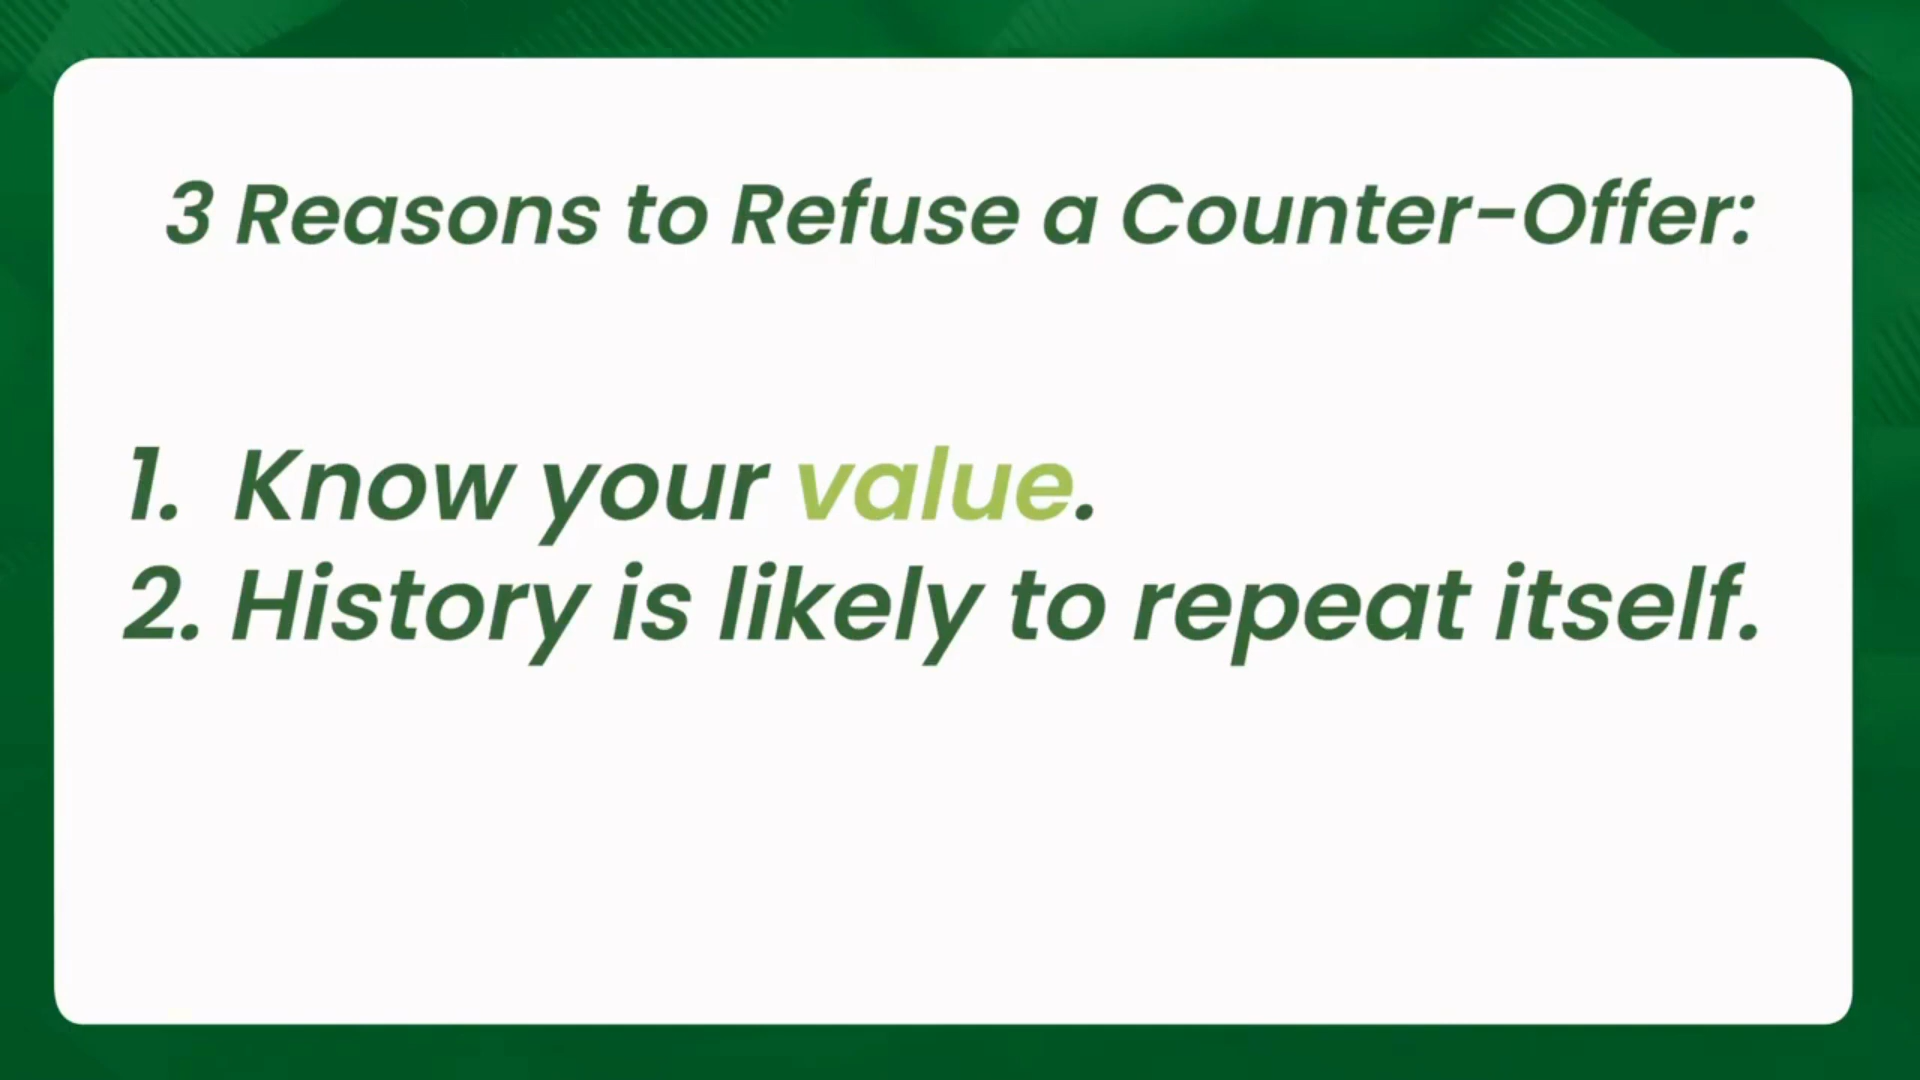 3 Reasons to Refuse a Counter-Offer:
1. Know your value.
2. History is likely to repeat itself.